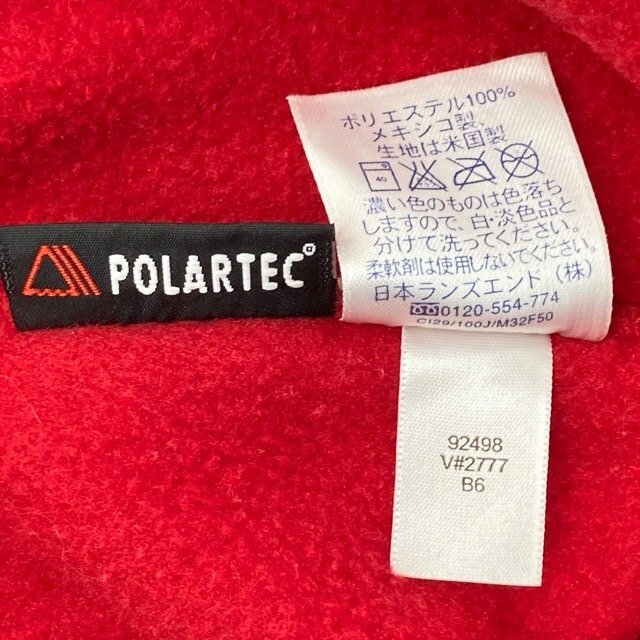 POLARTEC
ポリエステル100%
メキシコ製
生地は米国製
40
濃い色のものは色落ち
しますので、白・淡色品と
分けて洗ってください。
柔軟剤は使用しないでください。
日本ランズエンド（株）
0120-554-774
CI29/100J/M32F50
92498
V#2777
B6